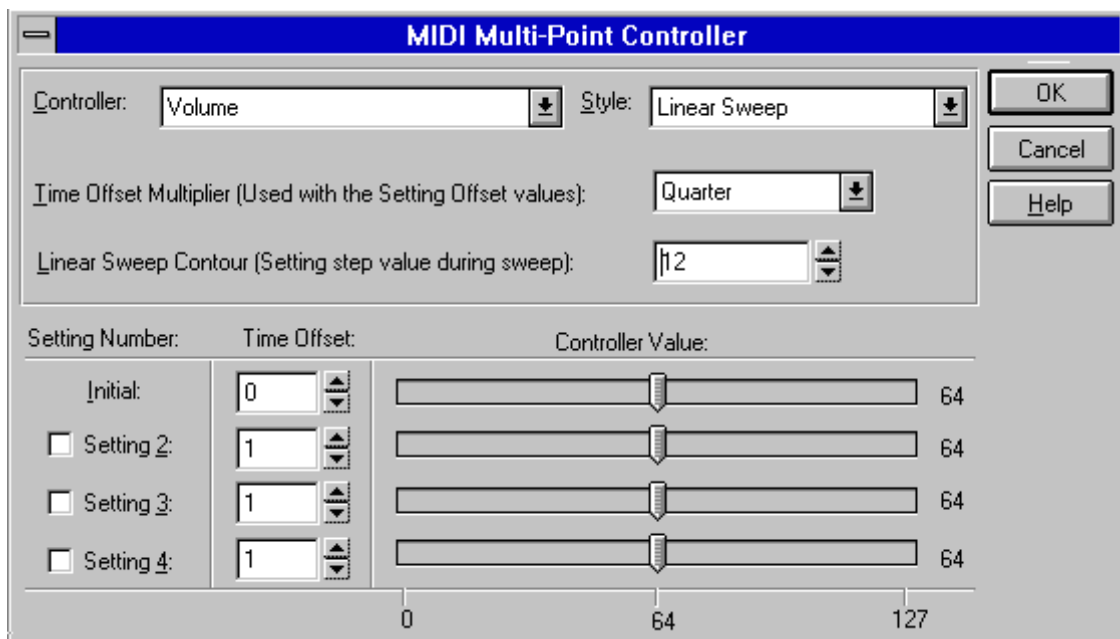 MIDI Multi-Point Controller
Controller: Volume Style: Linear Sweep OK
Cancel
Time Offset Multiplier (Used with the Setting Offset values): Quarter Help
Linear Sweep Contour (Setting step value during sweep): 12
Setting Number: Time Offset: Controller Value:
Initial: 0 64
Setting 2: 1 64
Setting 3: 1 64
Setting 4: 1 64
0 64 127